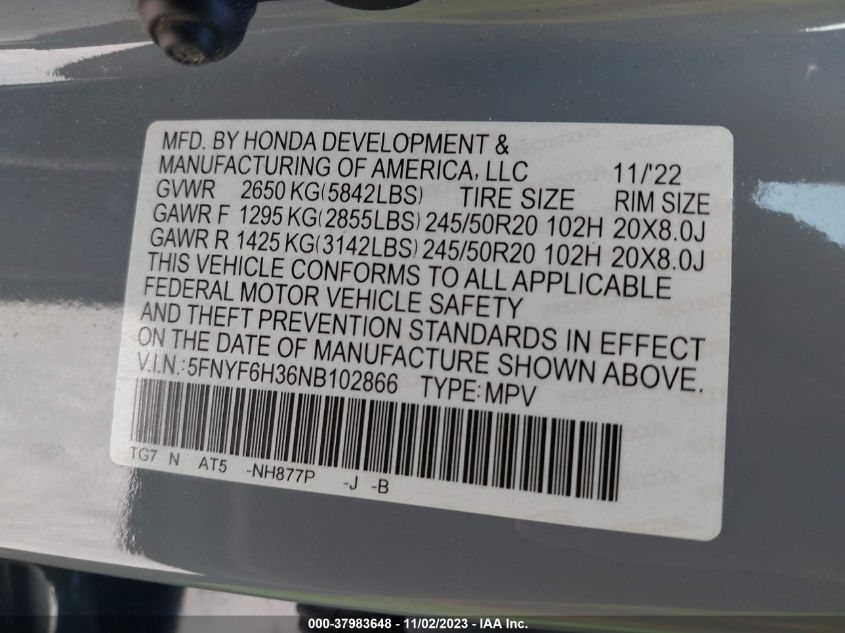 MFD. BY HONDA DEVELOPMENT &
MANUFACTURING OF AMERICA, LLC 11/'22
GVWR 2650 KG(5842LBS) TIRE SIZE RIM SIZE
GAWR F 1295 KG(2855LBS) 245/50R20 102H 20X8.0J
GAWR R 1425 KG(3142LBS) 245/50R20 102H 20X8.0J
THIS VEHICLE CONFORMS TO ALL APPLICABLE
FEDERAL MOTOR VEHICLE SAFETY
AND THEFT PREVENTION STANDARDS IN EFFECT
ON THE DATE OF MANUFACTURE SHOWN ABOVE.
V.I.N.:5FNYF6H36NB102866 TYPE:MPV
TG7 N AT5 -NH877P -J -B
000-37983648 - 11/02/2023 - IAA Inc.